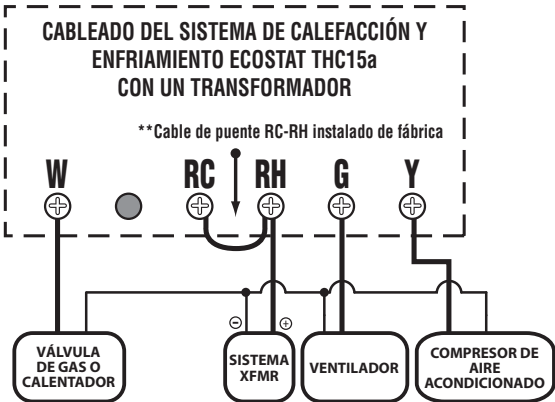 CABLEADO DEL SISTEMA DE CALEFACCIÓN Y
ENFRIAMIENTO ECOSTAT THC15a
CON UN TRANSFORMADOR
**Cable de puente RC-RH instalado de fábrica
W RC RH G Y
⊖ ⊕
VÁLVULA
DE GAS O
CALENTADOR
SISTEMA
XFMR
VENTILADOR
COMPRESOR DE
AIRE
ACONDICIONADO